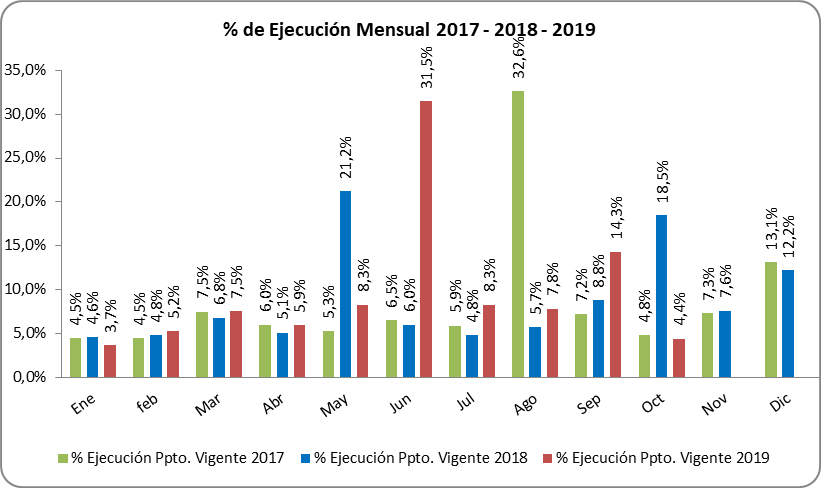 % de Ejecución Mensual 2017 - 2018 - 2019
35,0%
30,0%
25,0%
20,0%
15,0%
10,0%
5,0%
0,0%
4,5%
4,6%
3,7%
4,5%
4,8%
5,2%
7,5%
6,8%
7,5%
6,0%
5,1%
5,9%
5,3%
21,2%
8,3%
6,5%
6,0%
31,5%
5,9%
4,8%
8,3%
32,6%
5,7%
7,8%
7,2%
8,8%
14,3%
4,8%
18,5%
4,4%
7,3%
7,6%
13,1%
12,2%
Ene
feb
Mar
Abr
May
Jun
Jul
Ago
Sep
Oct
Nov
Dic
% Ejecución Ppto. Vigente 2017
% Ejecución Ppto. Vigente 2018
% Ejecución Ppto. Vigente 2019